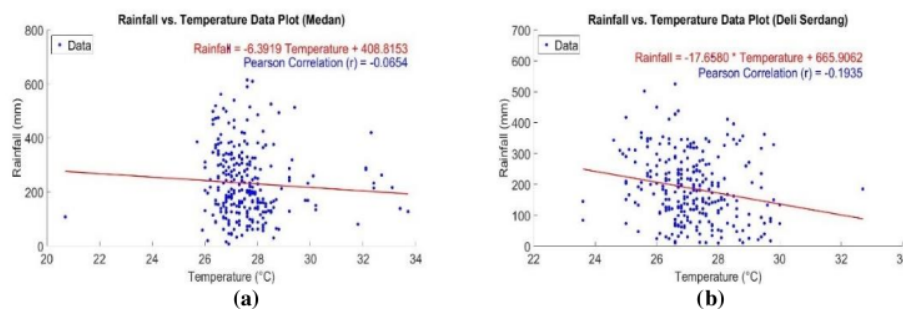 Rainfall vs. Temperature Data Plot (Medan)
Data
Rainfall = -6.3919 Temperature + 408.8153
Pearson Correlation (r) = -0.0654
Rainfall (mm)
800
600
400
200
0
20
22
24
26
28
30
32
34
Temperature (°C)
(a)
Rainfall vs. Temperature Data Plot (Deli Serdang)
Data
Rainfall = -17.6580 * Temperature + 665.9062
Pearson Correlation (r) = -0.1935
Rainfall (mm)
700
600
500
400
300
200
100
0
22
24
26
28
30
32
Temperature (°C)
(b)